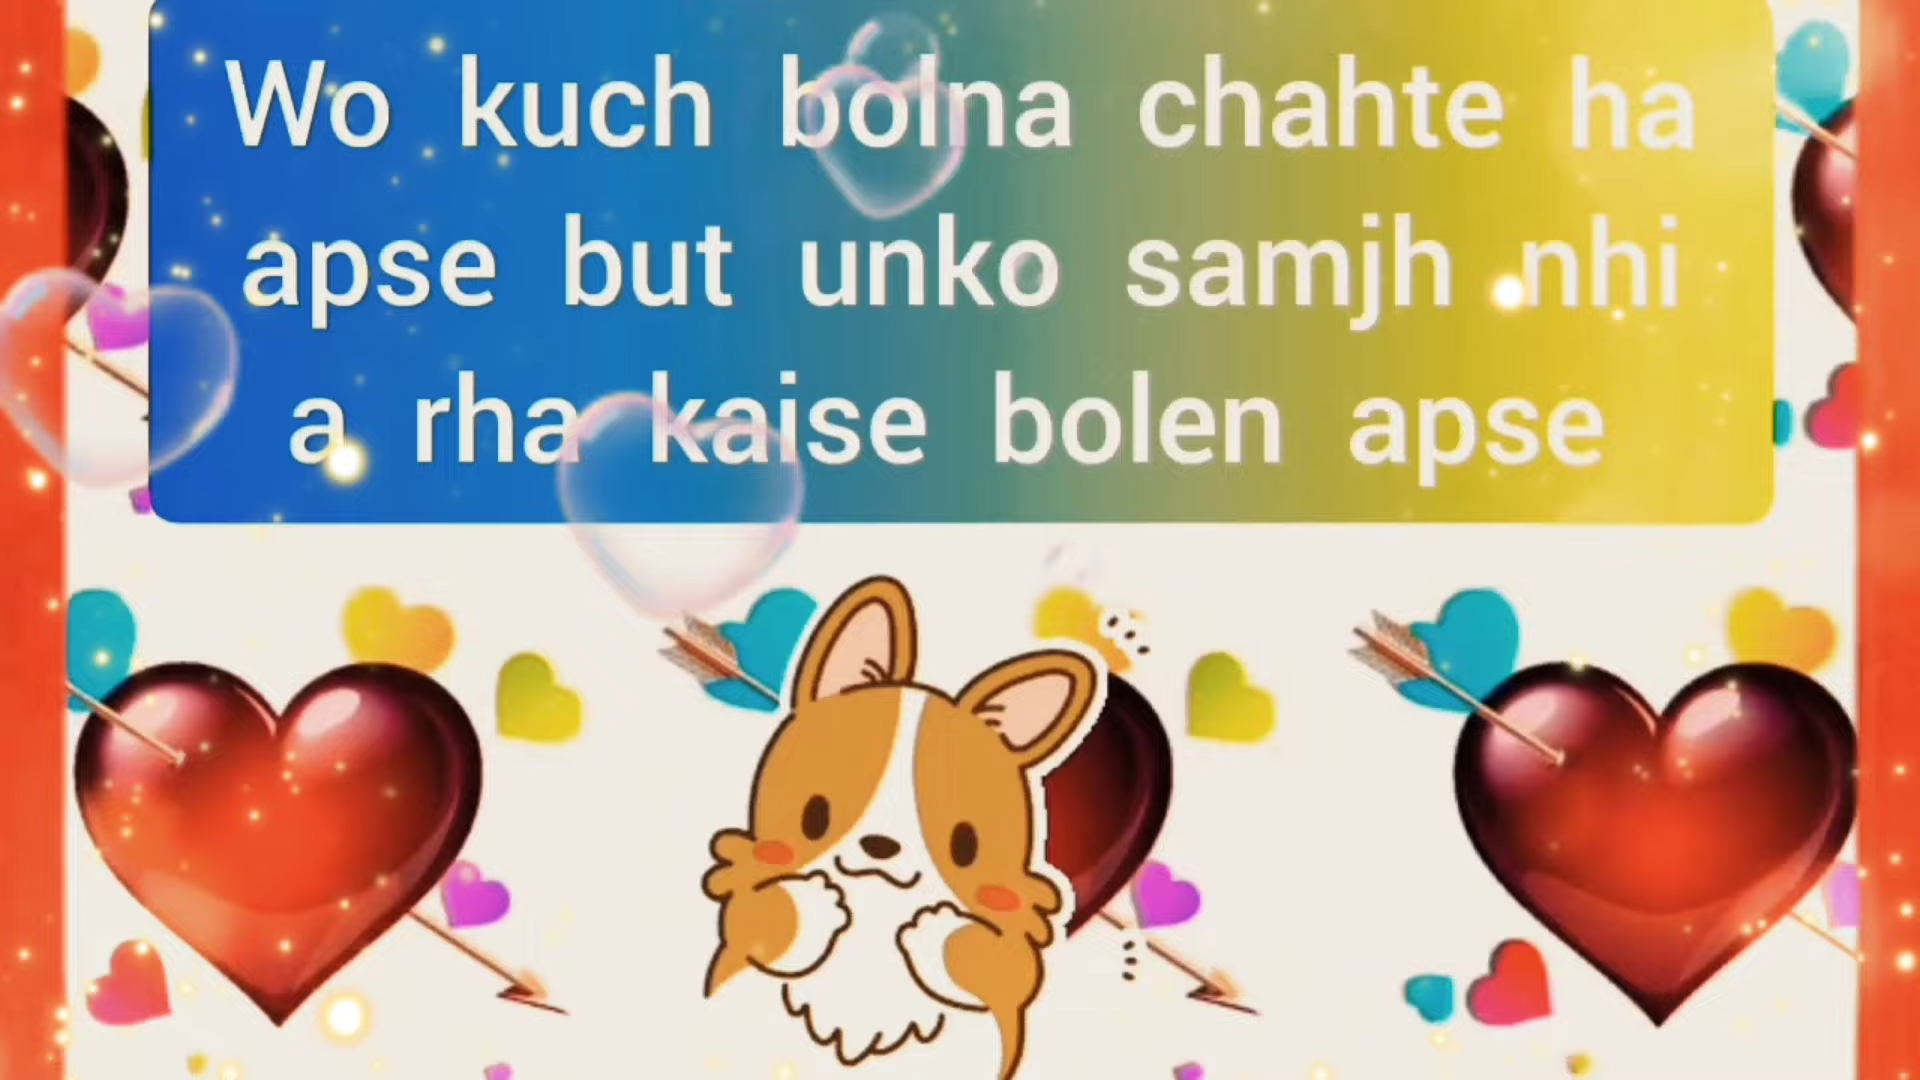 Wo kuch bolna chahte ha
apse but unko samjh nhi
a rha kaise bolen apse